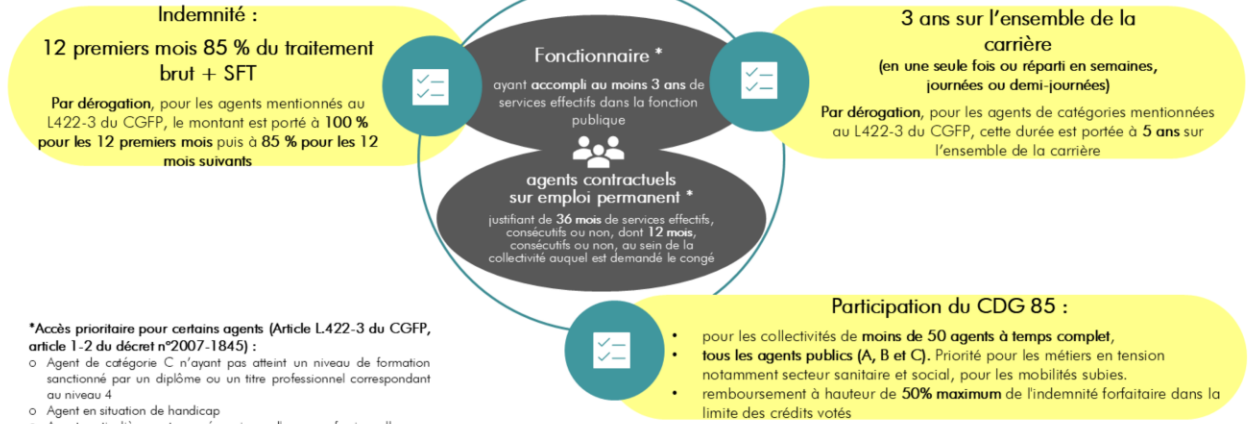 Indemnité :
12 premiers mois 85 % du traitement
brut + SFT
Par dérogation, pour les agents mentionnés au
L422-3 du CGFP, le montant est porté à 100 %
pour les 12 premiers mois puis à 85 % pour les 12
mois suivants
Fonctionnaire *
ayant accompli au moins 3 ans de
services effectifs dans la fonction
publique
agents contractuels
sur emploi permanent *
justifiant de 36 mois de services effectifs,
consécutifs ou non, dont 12 mois,
consécutifs ou non, au sein de la
collectivité auquel est demandé le congé
3 ans sur l'ensemble de la
carrière
(en une seule fois ou réparti en semaines,
journées ou demi-journées)
Par dérogation, pour les agents de catégories mentionnées
au L422-3 du CGFP, cette durée est portée à 5 ans sur
l'ensemble de la carrière
*Accès prioritaire pour certains agents (Article L.422-3 du CGFP,
article 1-2 du décret n°2007-1845) :
o Agent de catégorie C n'ayant pas atteint un niveau de formation
sanctionné par un diplôme ou un titre professionnel correspondant
au niveau 4
o Agent en situation de handicap
Participation du CDG 85 :
• pour les collectivités de moins de 50 agents à temps complet,
• tous les agents publics (A, B et C). Priorité pour les métiers en tension
notamment secteur sanitaire et social, pour les mobilités subies.
• remboursement à hauteur de 50% maximum de l'indemnité forfaitaire dans la
limite des crédits votés